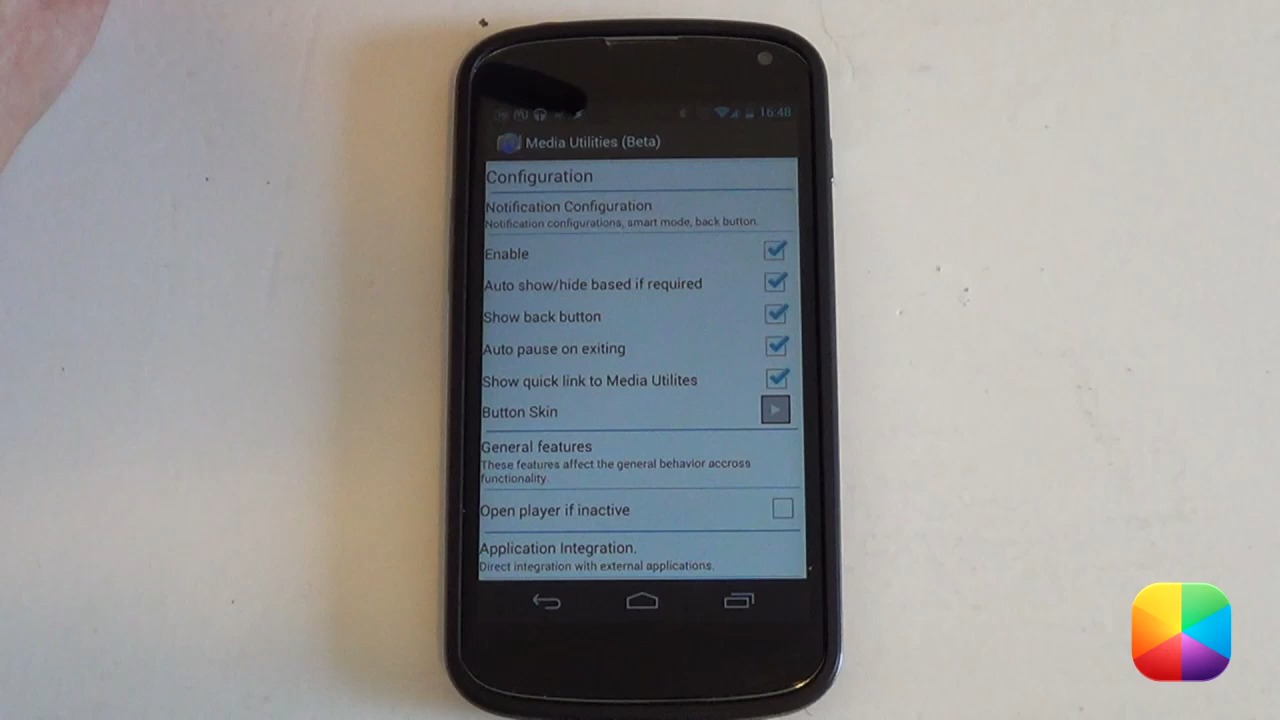 16:48
Media Utilities (Beta)
Configuration
Notification Configuration
Notification configurations, smart mode, back button.
Enable
Auto show/hide based if required
Show back button
Auto pause on exiting
Show quick link to Media Utilites
Button Skin
General features
These features affect the general behavior accross
functionality.
Open player if inactive
Application Integration.
Direct integration with external applications.